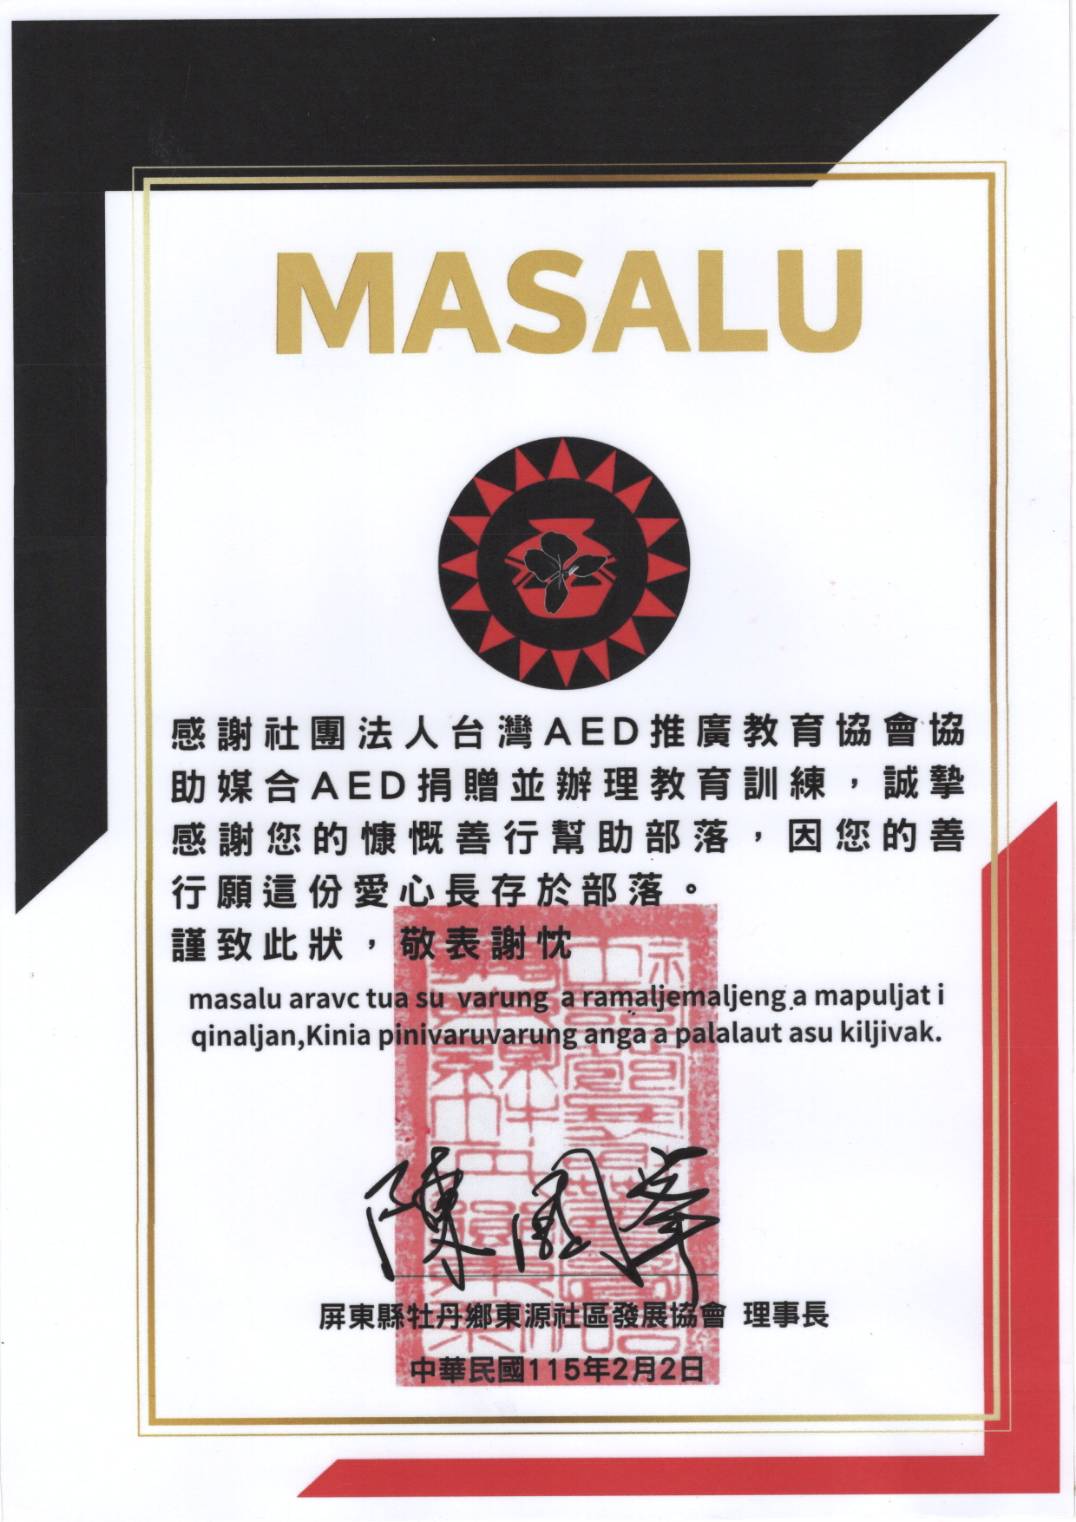 MASALU
感謝社團法人台灣AED推廣教育協會協
助媒合AED捐贈並辦理教育訓練，誠摯
感謝您的慷慨善行幫助部落，因您的善
行願這份愛心長存於部落。
謹致此狀，敬表謝忱
masalu aravc tua su varung a ramaljemaljeng a mapuljat i
qinaljan,Kinia pinivaruvarung anga a palalaut asu kiljivak.
屏東縣牡丹鄉東源社區發展協會 理事長
中華民國115年2月2日